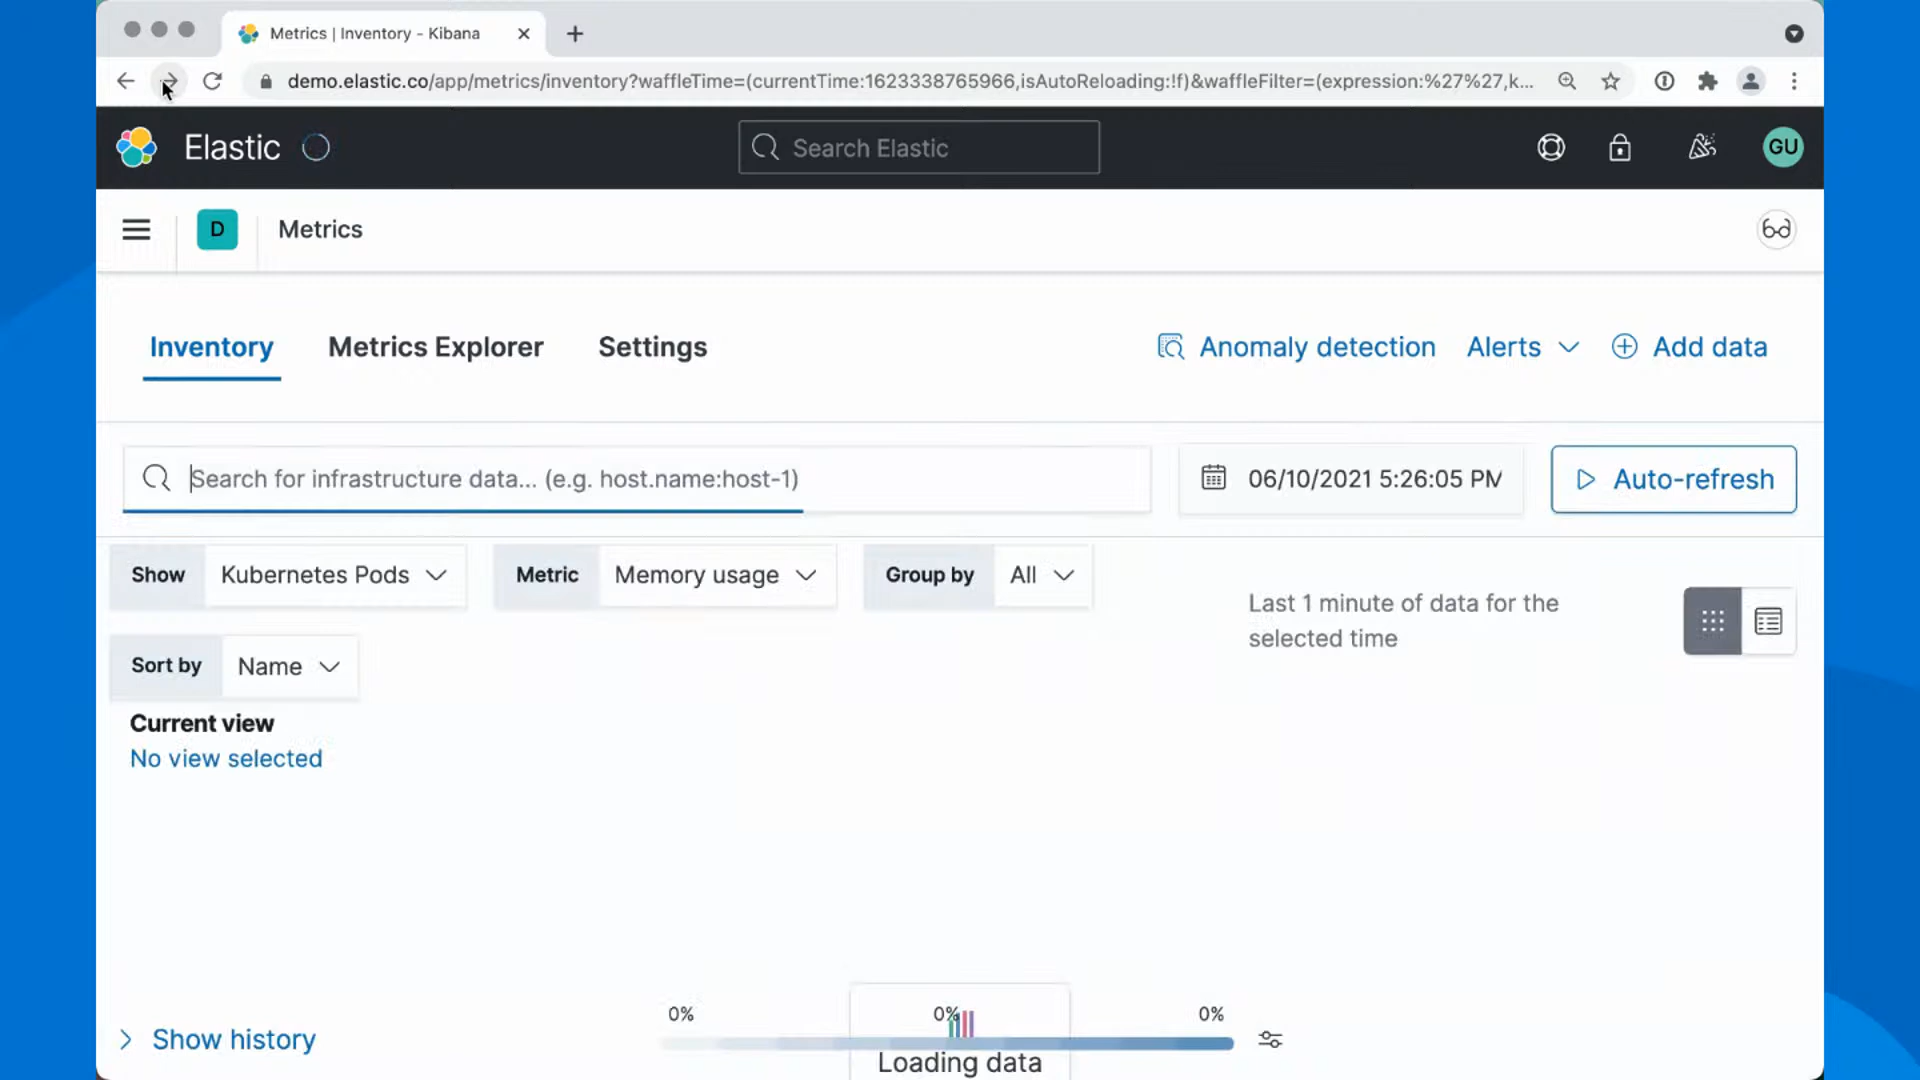 Metrics | Inventory - Kibana
demo.elastic.co/app/metrics/inventory?waffleTime=(currentTime:1623338765966,isAutoReloading:!f)&waffleFilter=(expression:%27%27,k...
Elastic
Search Elastic
GU
D
Metrics
Inventory
Metrics Explorer
Settings
Anomaly detection
Alerts
Add data
Search for infrastructure data... (e.g. host.name:host-1)
06/10/2021 5:26:05 PM
Auto-refresh
Show
Kubernetes Pods
Metric
Memory usage
Group by
All
Last 1 minute of data for the
selected time
Sort by
Name
Current view
No view selected
Show history
0%
0%
0%
Loading data